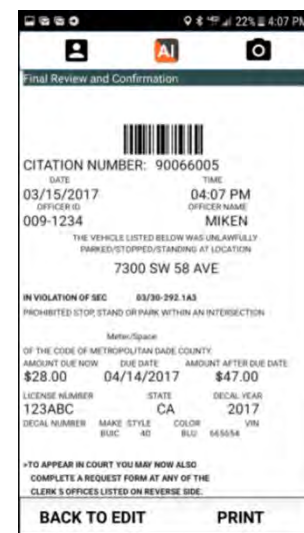 22% 4:07 PM
AI
Final Review and Confirmation
CITATION NUMBER: 90066005
DATE TIME
03/15/2017 04:07 PM
OFFICER ID OFFICER NAME
009-1234 MIKEN
THE VEHICLE LISTED BELOW WAS UNLAWFULLY
PARKED/STOPPED/STANDING AT LOCATION
7300 SW 58 AVE
IN VIOLATION OF SEC 03/30-292.1A3
PROHIBITED STOP, STAND OR PARK WITHIN AN INTERSECTION
Meter/Space
OF THE CODE OF METROPOLITAN DADE COUNTY.
AMOUNT DUE NOW DUE DATE AMOUNT AFTER DUE DATE
$28.00 04/14/2017 $47.00
LICENSE NUMBER STATE DECAL YEAR
123ABC CA 2017
DECAL NUMBER MAKE STYLE COLOR VIN
BUIC 4D BLU 665654
>TO APPEAR IN COURT YOU MAY NOW ALSO
COMPLETE A REQUEST FORM AT ANY OF THE
CLERK S OFFICES LISTED ON REVERSE SIDE.
BACK TO EDIT PRINT